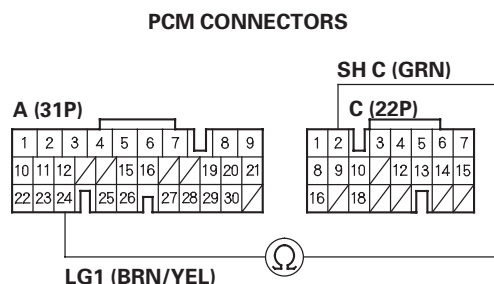 PCM CONNECTORS
SH C (GRN)
A (31P)
C (22P)
1 2 3 4 5 6 7 8 9
10 11 12 15 16 19 20 21
22 23 24 25 26 27 28 29 30
1 2 3 4 5 6 7
8 9 10 12 13 14 15
16 18
Ω
LG1 (BRN/YEL)